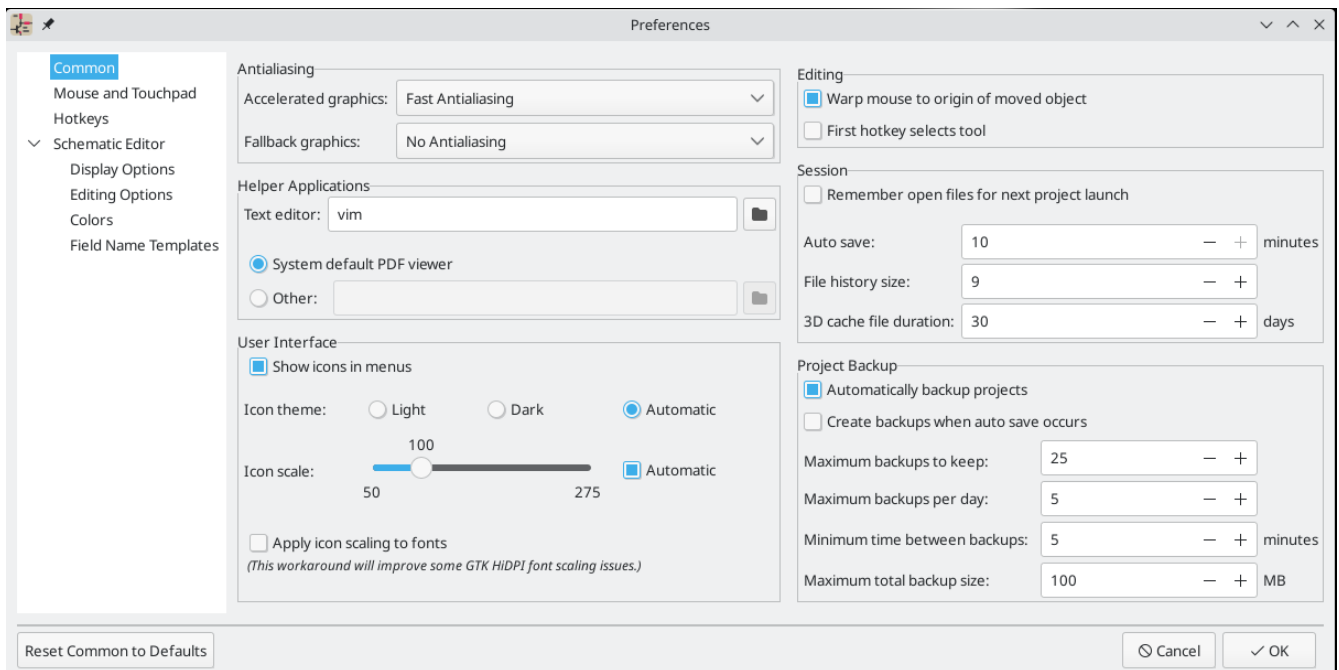 Preferences
Common
Mouse and Touchpad
Hotkeys
Schematic Editor
Display Options
Editing Options
Colors
Field Name Templates
Antialiasing
Accelerated graphics: Fast Antialiasing
Fallback graphics: No Antialiasing
Helper Applications
Text editor: vim
System default PDF viewer
Other:
User Interface
Show icons in menus
Icon theme: Light Dark Automatic
100
Icon scale: Automatic
50 275
Apply icon scaling to fonts
(This workaround will improve some GTK HiDPI font scaling issues.)
Editing
Warp mouse to origin of moved object
First hotkey selects tool
Session
Remember open files for next project launch
Auto save: 10 minutes
File history size: 9
3D cache file duration: 30 days
Project Backup
Automatically backup projects
Create backups when auto save occurs
Maximum backups to keep: 25
Maximum backups per day: 5
Minimum time between backups: 5 minutes
Maximum total backup size: 100 MB
Reset Common to Defaults
Cancel
OK